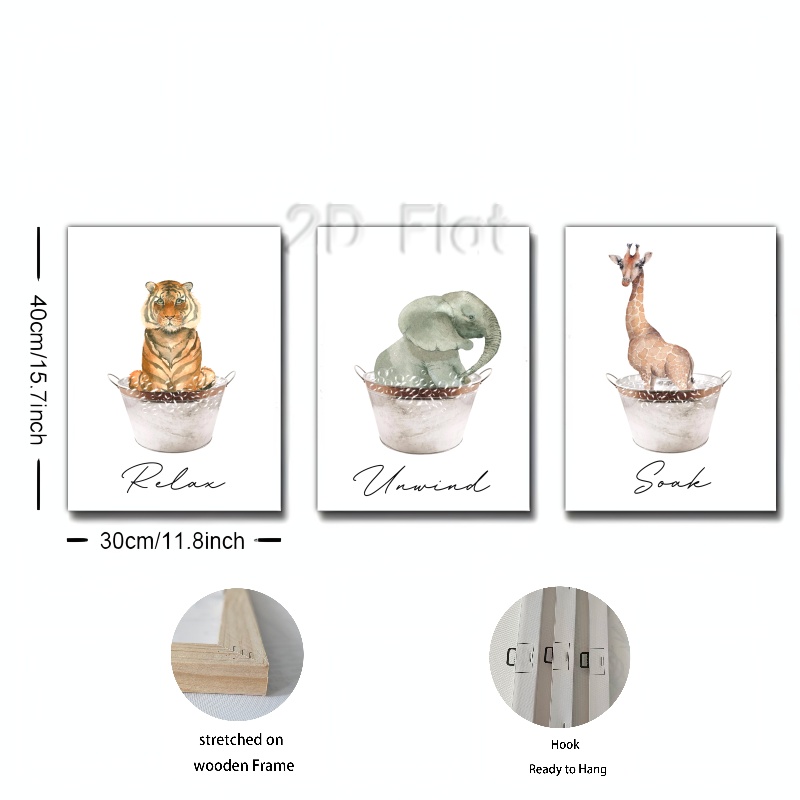 2D Flat
40cm/15.7inch
Relax
Unwind
Soak
30cm/11.8inch
stretched on
wooden Frame
Hook
Ready to Hang